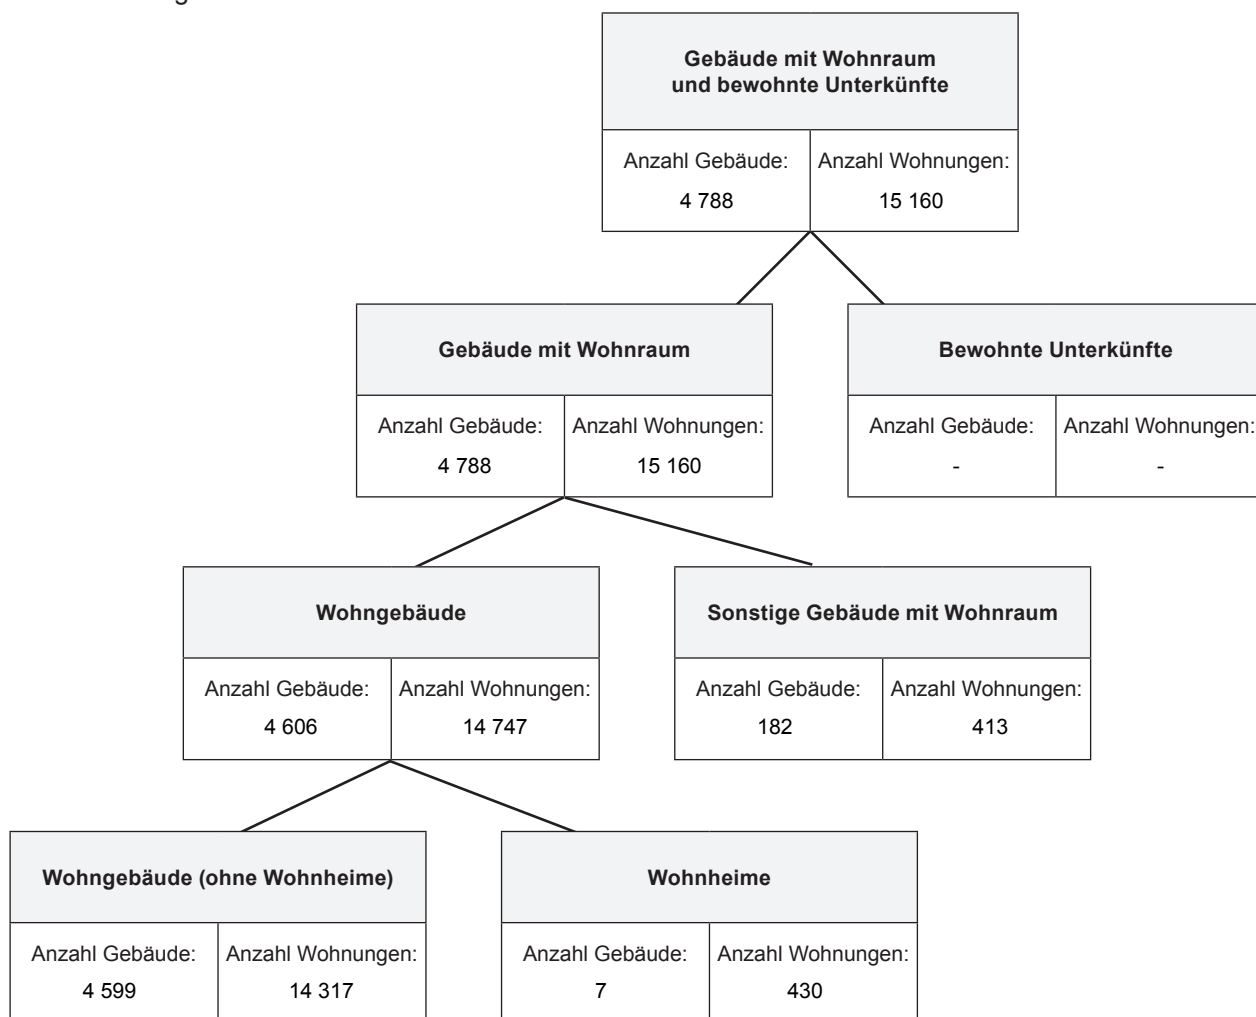 Gebäude mit Wohnraum
und bewohnte Unterkünfte
Anzahl Gebäude: Anzahl Wohnungen:
4 788 15 160
Gebäude mit Wohnraum Bewohnte Unterkünfte
Anzahl Gebäude: Anzahl Wohnungen: Anzahl Gebäude: Anzahl Wohnungen:
4 788 15 160 - -
Wohngebäude Sonstige Gebäude mit Wohnraum
Anzahl Gebäude: Anzahl Wohnungen: Anzahl Gebäude: Anzahl Wohnungen:
4 606 14 747 182 413
Wohngebäude (ohne Wohnheime) Wohnheime
Anzahl Gebäude: Anzahl Wohnungen: Anzahl Gebäude: Anzahl Wohnungen:
4 599 14 317 7 430